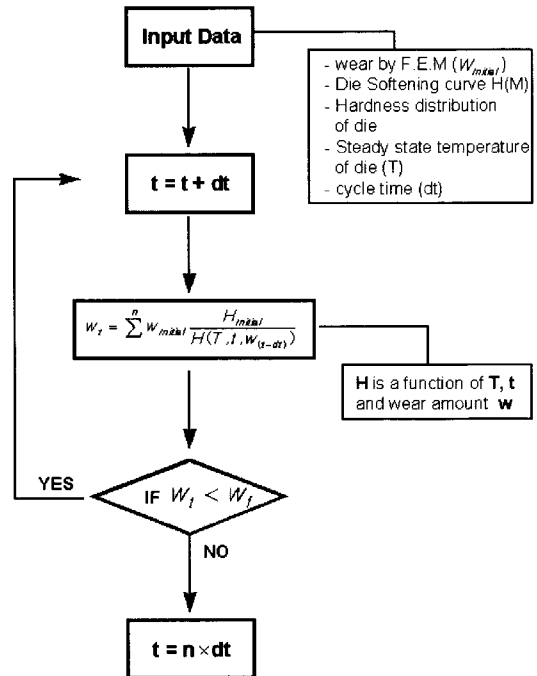 Input Data
- wear by F.E.M (W_initial)
- Die Softening curve H(M)
- Hardness distribution
of die
- Steady state temperature
of die (T)
- cycle time (dt)
t = t + dt
w_t = ∑^n w_initial H_initial / H(T, t, w_(t-dt))
H is a function of T, t
and wear amount w
YES
IF W_t < W_f
NO
t = n × dt